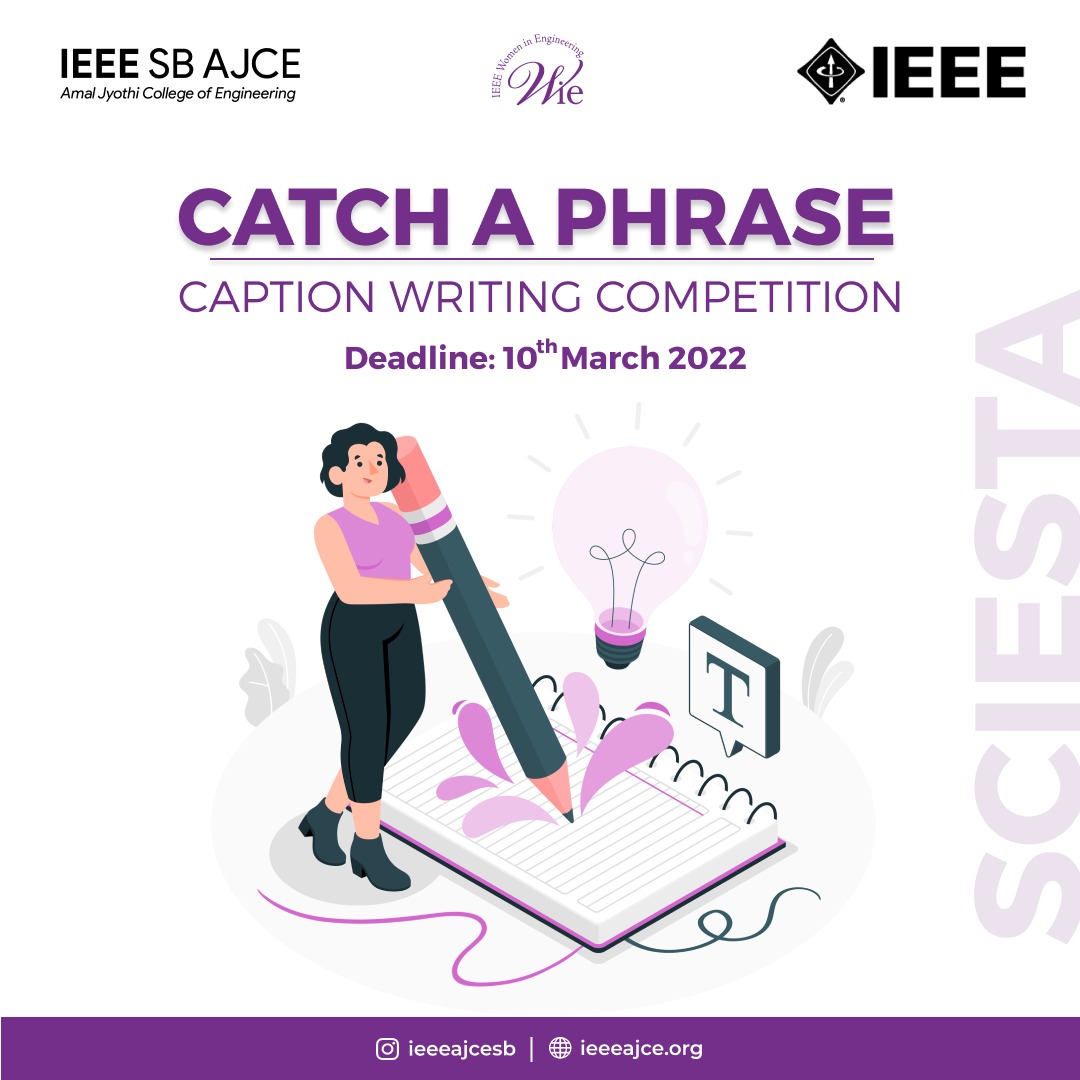 IEEE SB AJCE
Amal Jyothi College of Engineering
IEEE Women in Engineering
Wie
IEEE
CATCH A PHRASE
CAPTION WRITING COMPETITION
Deadline: 10th March 2022
T
SCIESTA
ieeeajcesb | ieeeajce.org